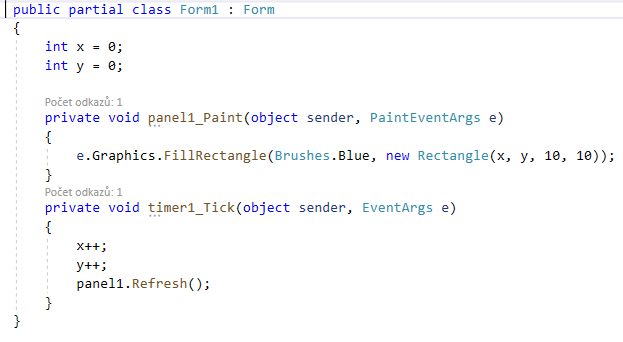 public partial class Form1 : Form
{
int x = 0;
int y = 0;
Počet odkazů: 1
private void panel1_Paint(object sender, PaintEventArgs e)
{
e.Graphics.FillRectangle(Brushes.Blue, new Rectangle(x, y, 10, 10));
}
Počet odkazů: 1
private void timer1_Tick(object sender, EventArgs e)
{
x++;
y++;
panel1.Refresh();
}
}